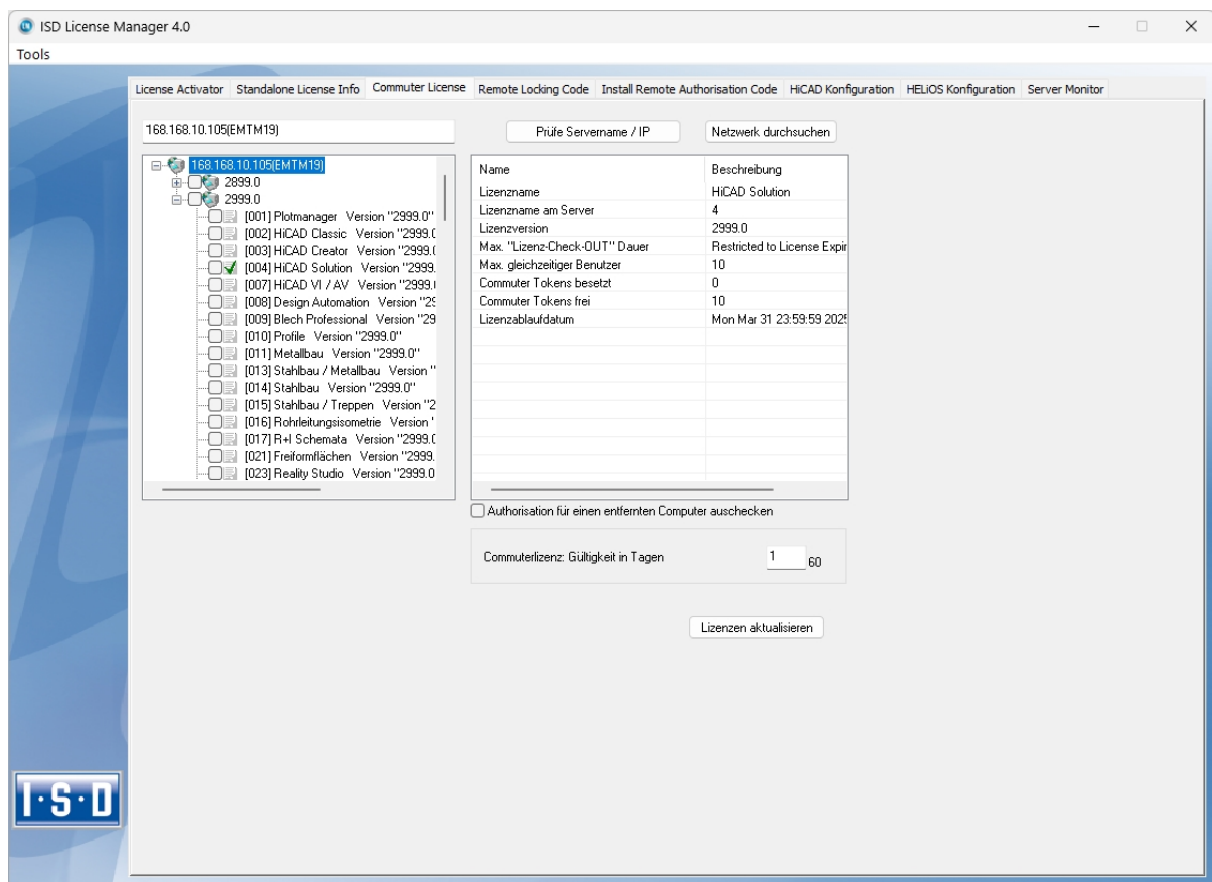 ISD License Manager 4.0
Tools
License Activator Standalone License Info Commuter License Remote Locking Code Install Remote Authorisation Code HiCAD Konfiguration HELiOS Konfiguration Server Monitor
168.168.10.105(EMTM19)
Prüfe Servername / IP
Netzwerk durchsuchen
168.168.10.105(EMTM19)
2899.0
2999.0
[001] Plotmanager Version "2999.0"
[002] HiCAD Classic Version "2999.0
[003] HiCAD Creator Version "2999.0
[004] HiCAD Solution Version "2999.
[007] HiCAD VI / AV Version "2999.
[008] Design Automation Version "29
[009] Blech Professional Version "29
[010] Profile Version "2999.0"
[011] Metallbau Version "2999.0"
[013] Stahlbau / Metallbau Version "
[014] Stahlbau Version "2999.0"
[015] Stahlbau / Treppen Version "2
[016] Rohrleitungsisometrie Version "
[017] R+I Schemata Version "2999.0
[021] Freiformflächen Version "2999.
[023] Reality Studio Version "2999.0
Name Beschreibung
Lizenzname HiCAD Solution
Lizenzname am Server 4
Lizenzversion 2999.0
Max. "Lizenz-Check-OUT" Dauer Restricted to License Expir
Max. gleichzeitiger Benutzer 10
Commuter Tokens besetzt 0
Commuter Tokens frei 10
Lizenzablaufdatum Mon Mar 31 23:59:59 2025
Authorisation für einen entfernten Computer auschecken
Commuterlizenz: Gültigkeit in Tagen 1 60
Lizenzen aktualisieren
I·S·D